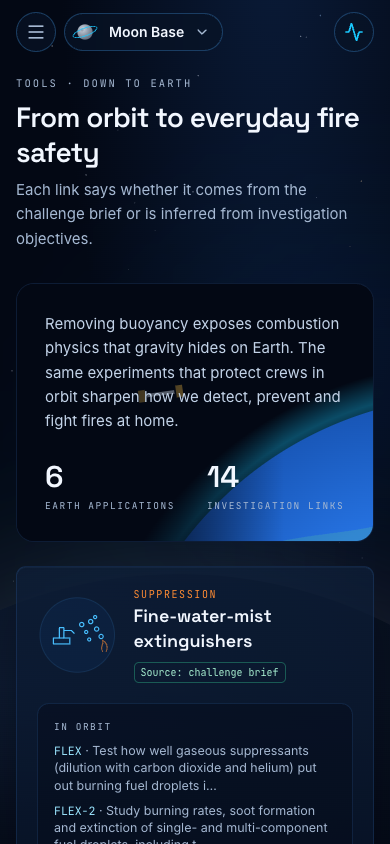 Moon Base
TOOLS · DOWN TO EARTH
From orbit to everyday fire
safety
Each link says whether it comes from the
challenge brief or is inferred from investigation
objectives.
Removing buoyancy exposes combustion
physics that gravity hides on Earth. The
same experiments that protect crews in
orbit sharpen how we detect, prevent and
fight fires at home.
6
EARTH APPLICATIONS
14
INVESTIGATION LINKS
SUPPRESSION
Fine-water-mist
extinguishers
Source: challenge brief
IN ORBIT
FLEX · Test how well gaseous suppressants
(dilution with carbon dioxide and helium) put
out burning fuel droplets i...
FLEX-2 · Study burning rates, soot formation
and extinction of single- and multi-component
fuel droplets, including t...